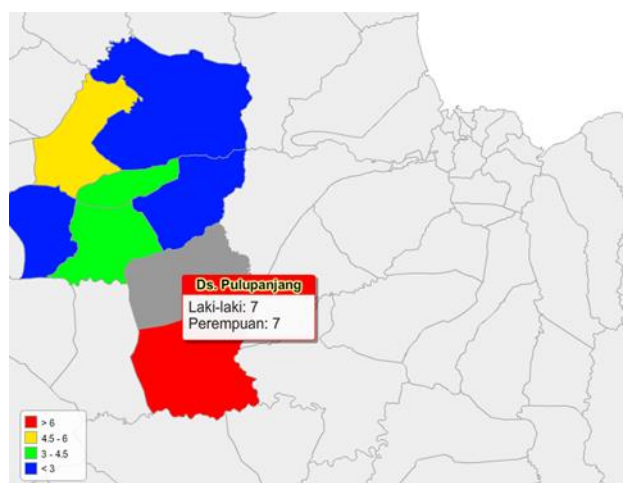 Ds. Pulupanjang
Laki-laki: 7
Perempuan: 7
> 6
4.5 - 6
3 - 4.5
< 3